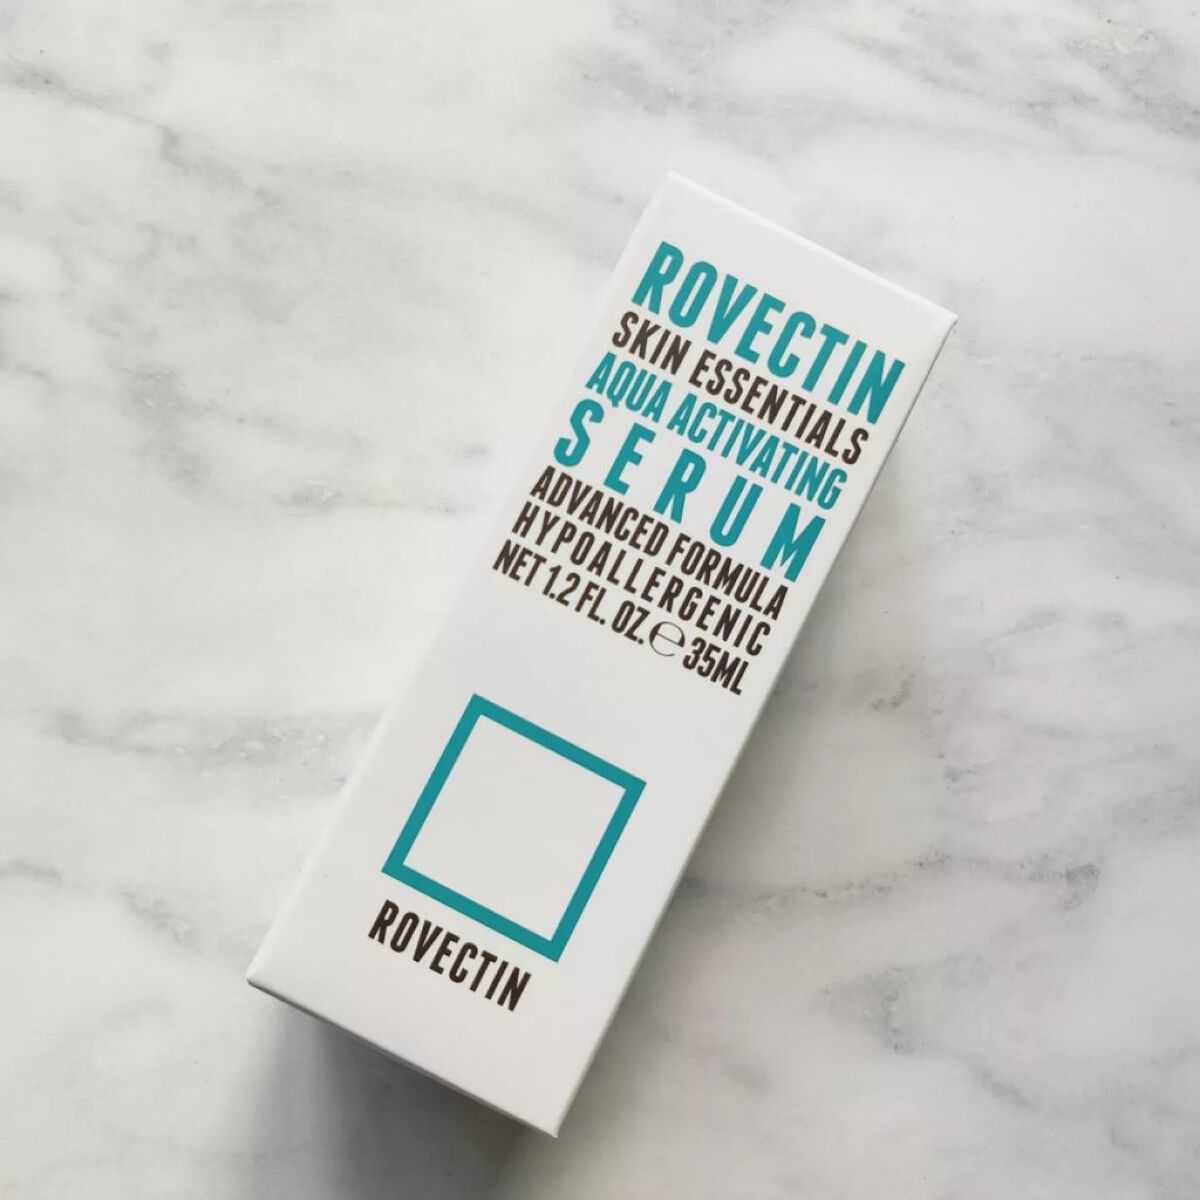 ROVECTIN
SKIN ESSENTIALS
AQUA ACTIVATING
SERUM
ADVANCED FORMULA
HYPOALLERGENIC
NET 1.2 FL. OZ. ℮ 35ML
ROVECTIN